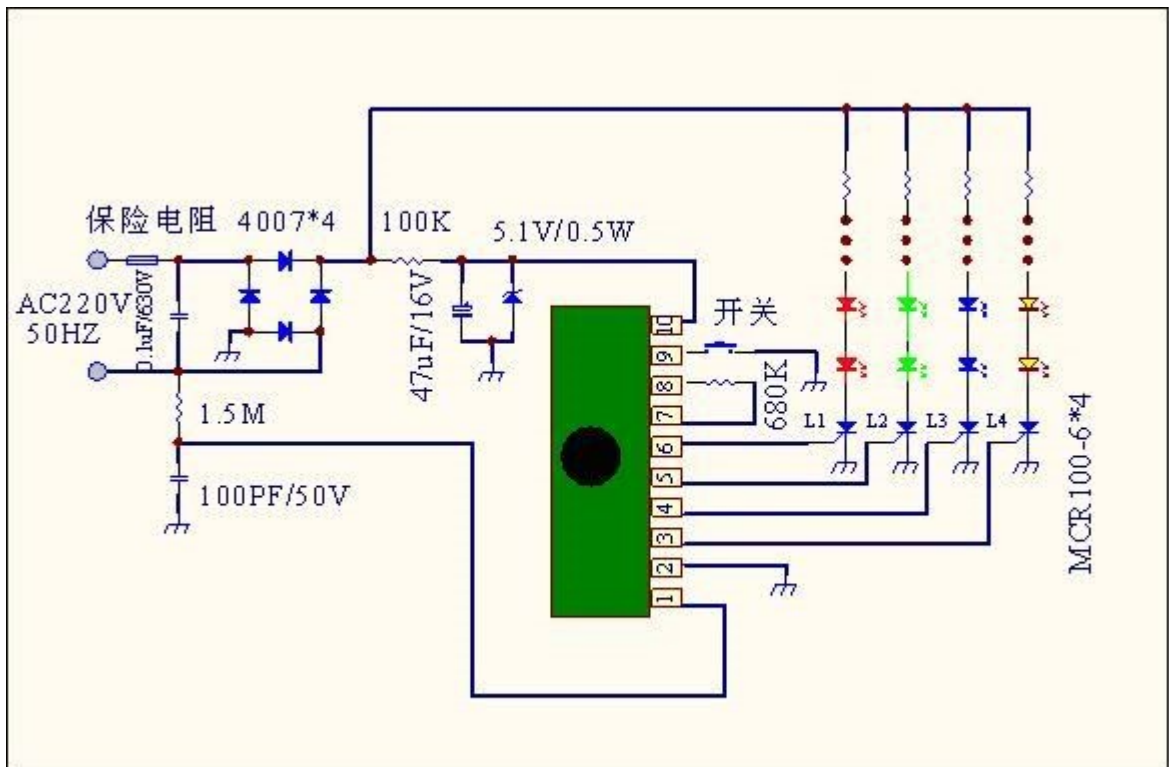 保险电阻 4007*4
100K
5.1V/0.5W
AC220V
50HZ
0.1uF/630V
47uF/16V
开关
680K
10
9
8
7
6
5
4
3
2
1
L1
L2
L3
L4
1.5M
100PF/50V
MCR100-6*4